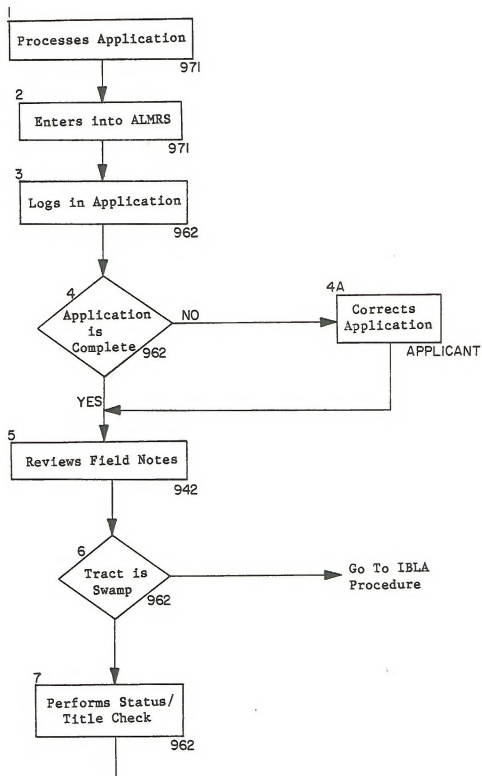 1
Processes Application
971
2
Enters into ALMRS
971
3
Logs in Application
962
4
Application
is
Complete
962
NO
4A
Corrects
Application
APPLICANT
YES
5
Reviews Field Notes
942
6
Tract is
Swamp
962
Go To IBLA
Procedure
7
Performs Status/
Title Check
962